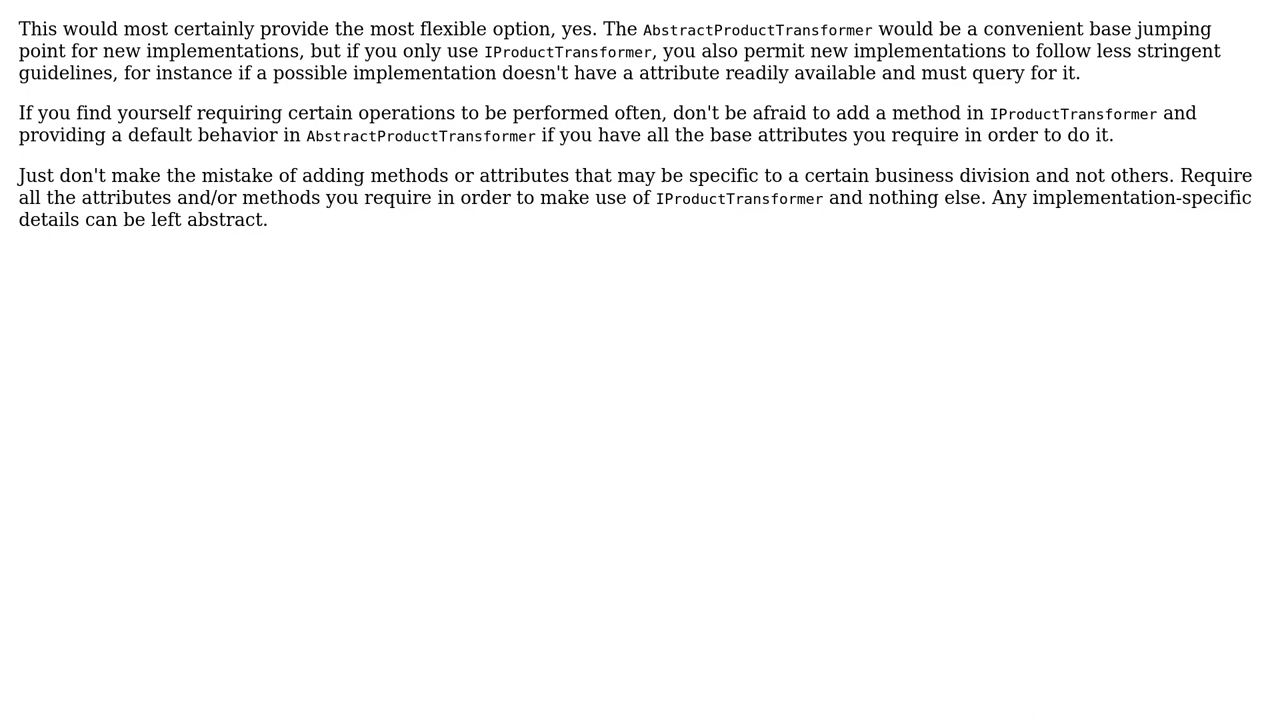 This would most certainly provide the most flexible option, yes. The AbstractProductTransformer would be a convenient base jumping
point for new implementations, but if you only use IProductTransformer, you also permit new implementations to follow less stringent
guidelines, for instance if a possible implementation doesn't have a attribute readily available and must query for it.
If you find yourself requiring certain operations to be performed often, don't be afraid to add a method in IProductTransformer and
providing a default behavior in AbstractProductTransformer if you have all the base attributes you require in order to do it.
Just don't make the mistake of adding methods or attributes that may be specific to a certain business division and not others. Require
all the attributes and/or methods you require in order to make use of IProductTransformer and nothing else. Any implementation-specific
details can be left abstract.